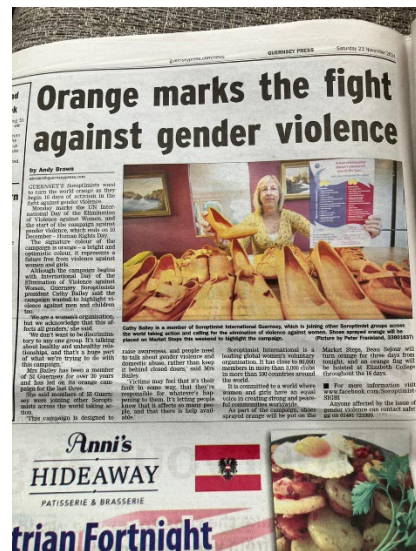 guernseypress.com/news
GUERNSEY PRESS
Saturday 23 November 2024
Orange marks the fight
against gender violence
by Andy Brown
GUERNSEY'S Soroptimists want
to turn the world orange as they
begin 16 days of activism in the
fight against gender violence.
Monday marks the UN Inter-
national Day of the Elimination
of Violence against Women, and
the start of the campaign against
gender violence, which ends on 10
December – Human Rights Day.
The signature colour of the
campaign is orange – a bright and
optimistic colour, it represents a
future free from violence against
women and girls.
Although the campaign begins
with International Day of the
Elimination of Violence against
Women, Guernsey Soroptimists
president Cathy Bailey said the
campaign wanted to highlight vi-
olence against men and children
too.
'We are a women's organisation,
but we acknowledge that this af-
fects all genders,' she said.
'We don't want to be discrimina-
tory to any one group. It's talking
about healthy and unhealthy rela-
tionships, and that's a huge part
of what we're trying to do with
this campaign.'
Mrs Bailey has been a member
of SI Guernsey for over 20 years
and has led on its orange cam-
paign for the last three.
She said members of SI Guern-
sey were joining other Soropti-
mists across the world taking ac-
tion.
'This campaign is designed to
Cathy Bailey is a member of Soroptimist International Guernsey, which is joining other Soroptimist groups across
the world taking action and calling for the elimination of violence against women. Shoes sprayed orange will be
placed on Market Steps this weekend to highlight the campaign.
(Picture by Peter Frankland, 33801837)
raise awareness, and people need
to talk about gender violence and
domestic abuse, rather than keep
it behind closed down,' said Mrs
Bailey.
'Victims may feel that it's their
fault in some way, that they're
responsible for whatever's hap-
pening to them. It's letting people
know that it affects so many peo-
ple, and that there is help avail-
able.'
Soroptimist International is a
leading global women's voluntary
organisation. It has close to 80,000
members in more than 3,000 clubs
in more than 100 countries around
the world.
It is committed to a world where
women and girls have an equal
voice in creating strong and peace-
ful communities worldwide.
As part of the campaign, shoes
sprayed orange will be put on the
Market Steps, Beau Sejour will
turn orange for three days from
tonight, and an orange flag will
be hoisted at Elizabeth College
throughout the 16 days.
■ For more information visit
www.facebook.com/Soroptimist
SIGBI
Anyone affected by the issue of
gender violence can contact safer
Anni's
HIDEAWAY
PATISSERIE & BRASSERIE
trian Fortnight